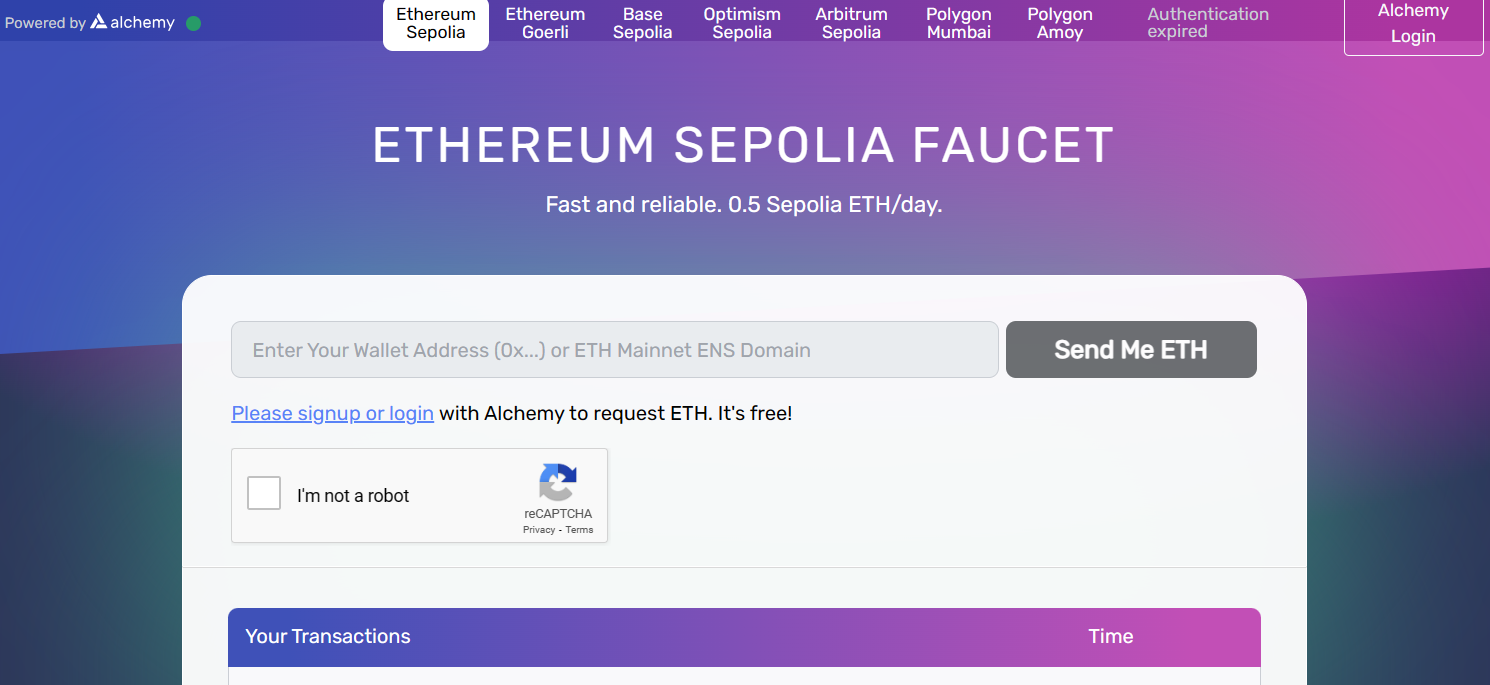 Powered by alchemy
Ethereum
Sepolia
Ethereum
Goerli
Base
Sepolia
Optimism
Sepolia
Arbitrum
Sepolia
Polygon
Mumbai
Polygon
Amoy
Authentication
expired
Alchemy
Login
ETHEREUM SEPOLIA FAUCET
Fast and reliable. 0.5 Sepolia ETH/day.
Enter Your Wallet Address (0x...) or ETH Mainnet ENS Domain
Send Me ETH
Please signup or login with Alchemy to request ETH. It's free!
I'm not a robot
reCAPTCHA
Privacy - Terms
Your Transactions
Time